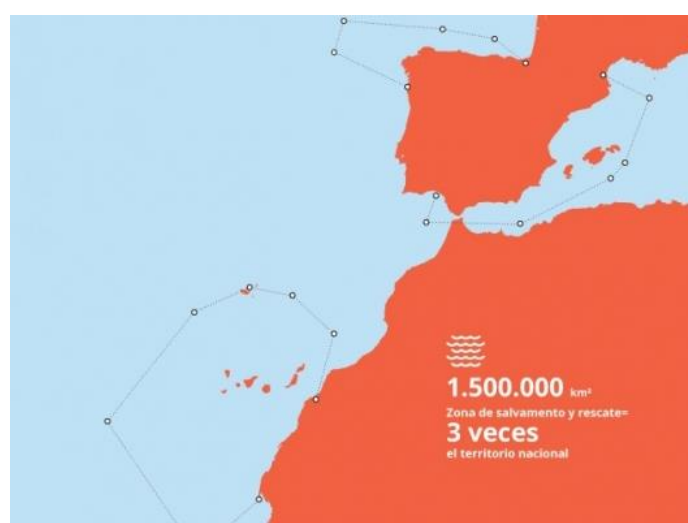 1.500.000 km²
Zona de salvamento y rescate=
3 veces
el territorio nacional